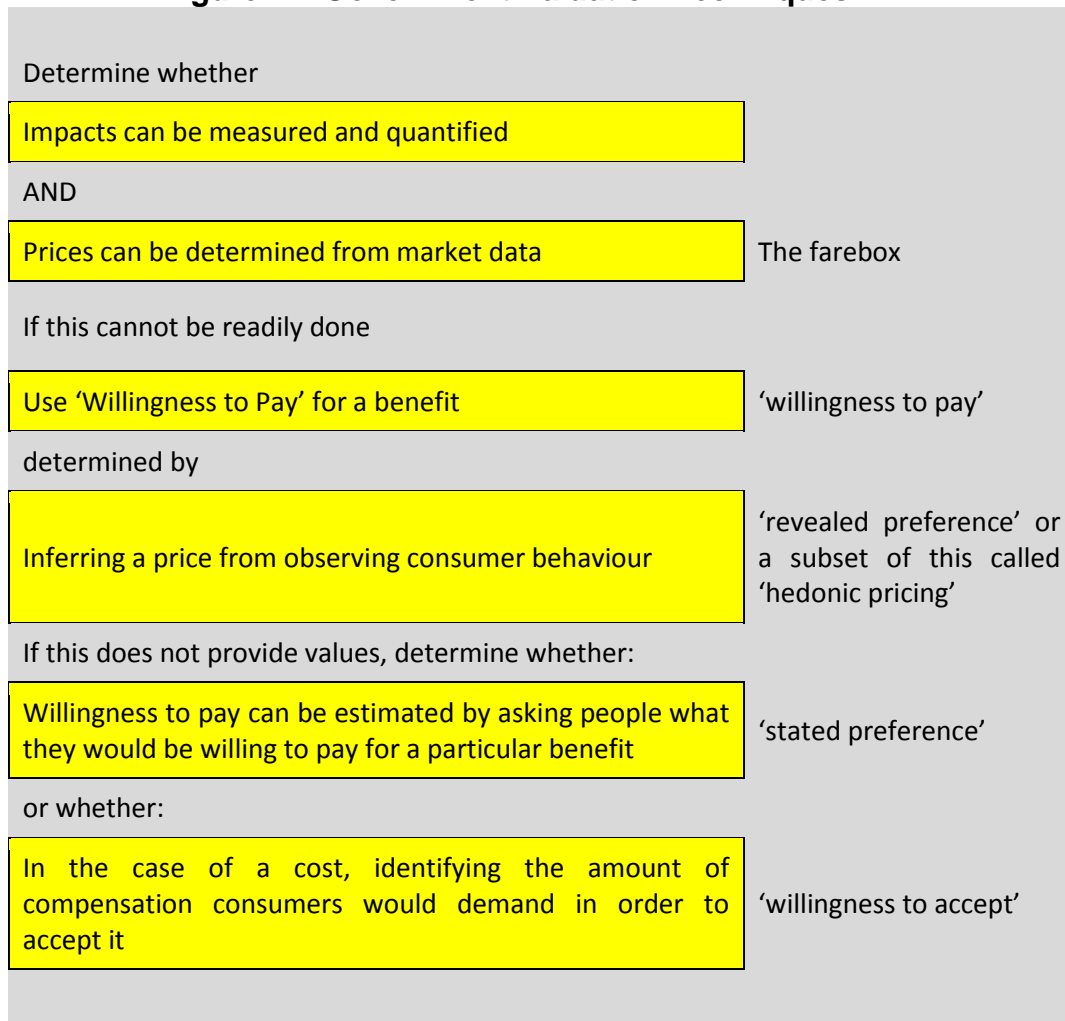 Determine whether
Impacts can be measured and quantified
AND
Prices can be determined from market data
The farebox
If this cannot be readily done
Use ‘Willingness to Pay’ for a benefit
‘willingness to pay’
determined by
Inferring a price from observing consumer behaviour
‘revealed preference’ or
a subset of this called
‘hedonic pricing’
If this does not provide values, determine whether:
Willingness to pay can be estimated by asking people what
they would be willing to pay for a particular benefit
‘stated preference’
or whether:
In the case of a cost, identifying the amount of
compensation consumers would demand in order to
accept it
‘willingness to accept’